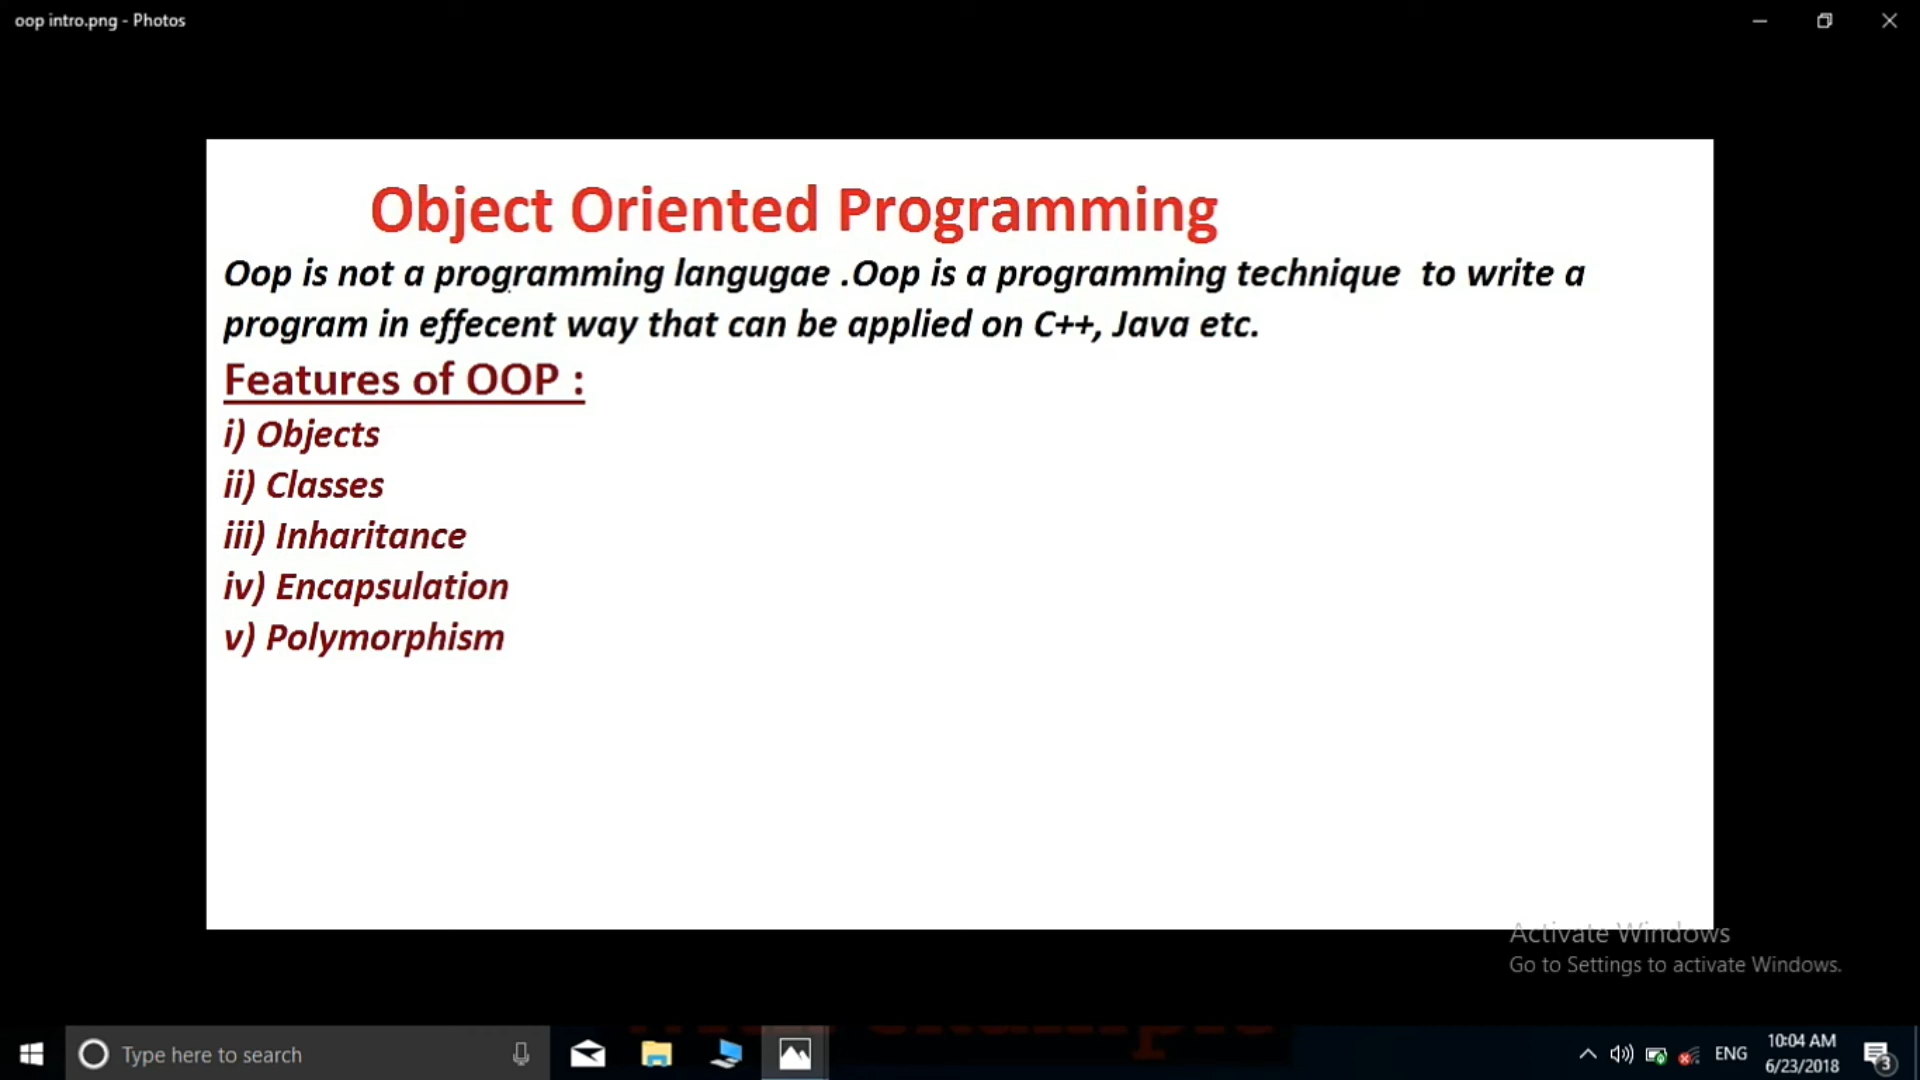 oop intro.png - Photos
Object Oriented Programming
Oop is not a programming langugae .Oop is a programming technique to write a
program in effecent way that can be applied on C++, Java etc.
Features of OOP :
i) Objects
ii) Classes
iii) Inharitance
iv) Encapsulation
v) Polymorphism
Activate Windows
Go to Settings to activate Windows.
Type here to search
ENG
10:04 AM
6/23/2018
3